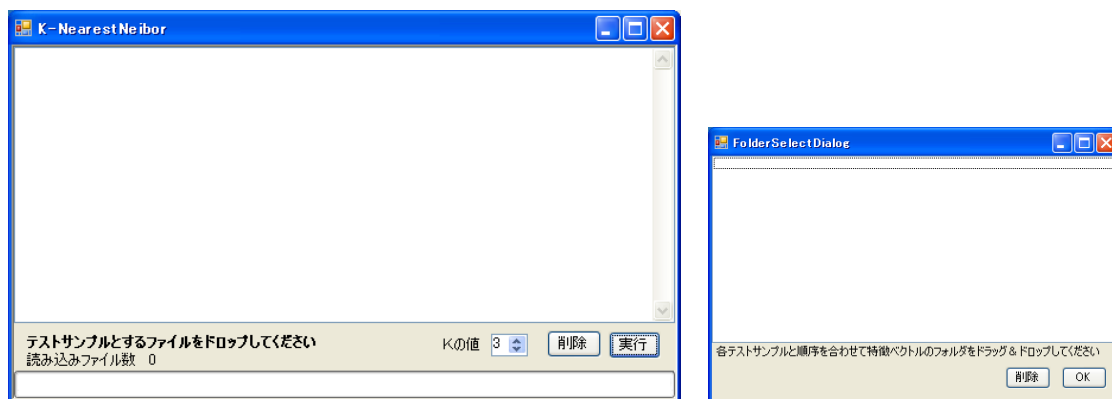 K-NearestNeibor
テストサンプルとするファイルをドロップしてください
読み込みファイル数 0
Kの値 3 削除 実行
FolderSelectDialog
各テストサンプルと順序を合わせて特徴ベクトルのフォルダをドラッグ&ドロップしてください
削除 OK